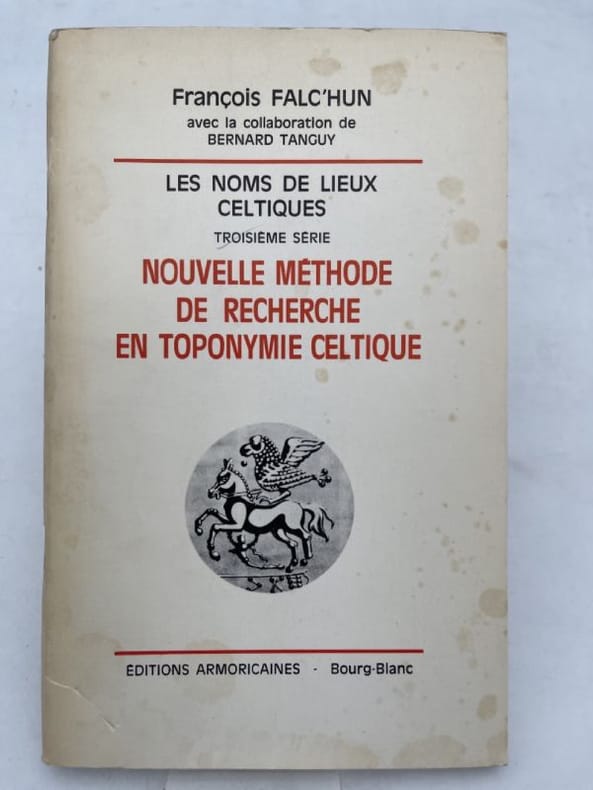 François FALC'HUN
avec la collaboration de
BERNARD TANGUY
LES NOMS DE LIEUX
CELTIQUES
TROISIÈME SÉRIE
NOUVELLE MÉTHODE
DE RECHERCHE
EN TOPONYMIE CELTIQUE
ÉDITIONS ARMORICAINES - Bourg-Blanc